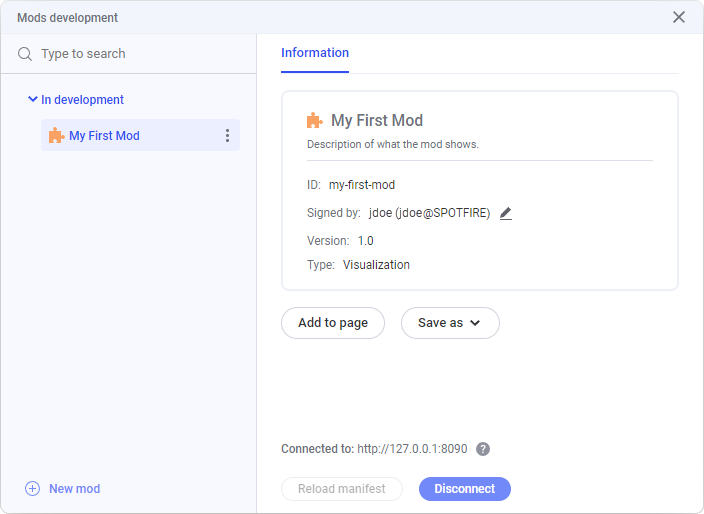 Mods development
Type to search
In development
My First Mod
New mod
Information
My First Mod
Description of what the mod shows.
ID: my-first-mod
Signed by: jdoe (jdoe@SPOTFIRE)
Version: 1.0
Type: Visualization
Add to page
Save as
Connected to: http://127.0.0.1:8090 ?
Reload manifest
Disconnect